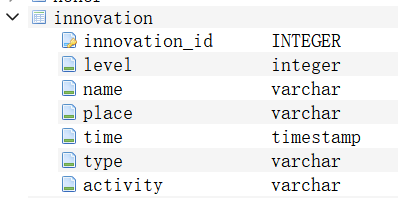 innovation
innovation_id INTEGER
level integer
name varchar
place varchar
time timestamp
type varchar
activity varchar